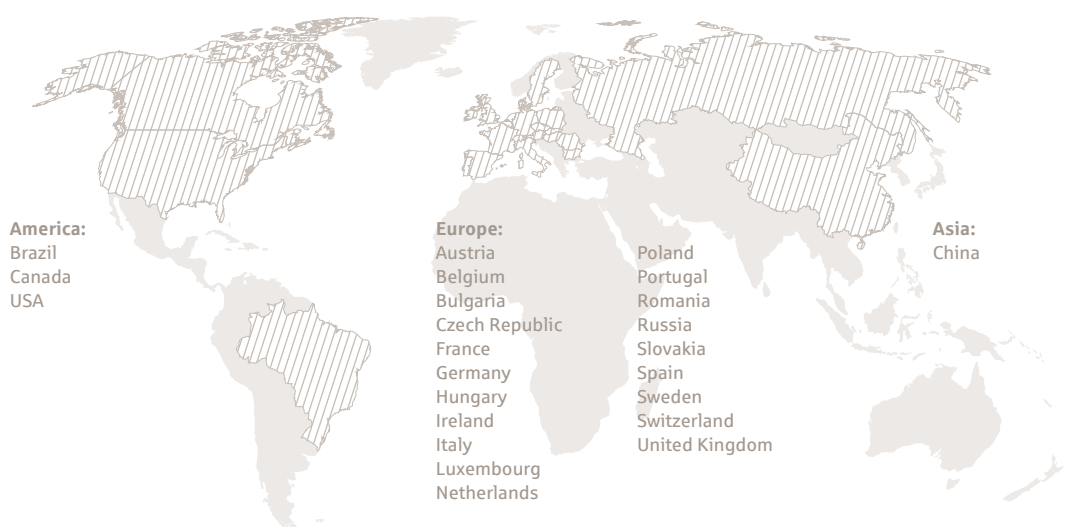 America:
Brazil
Canada
USA
Europe:
Austria
Belgium
Bulgaria
Czech Republic
France
Germany
Hungary
Ireland
Italy
Luxembourg
Netherlands
Poland
Portugal
Romania
Russia
Slovakia
Spain
Sweden
Switzerland
United Kingdom
Asia:
China